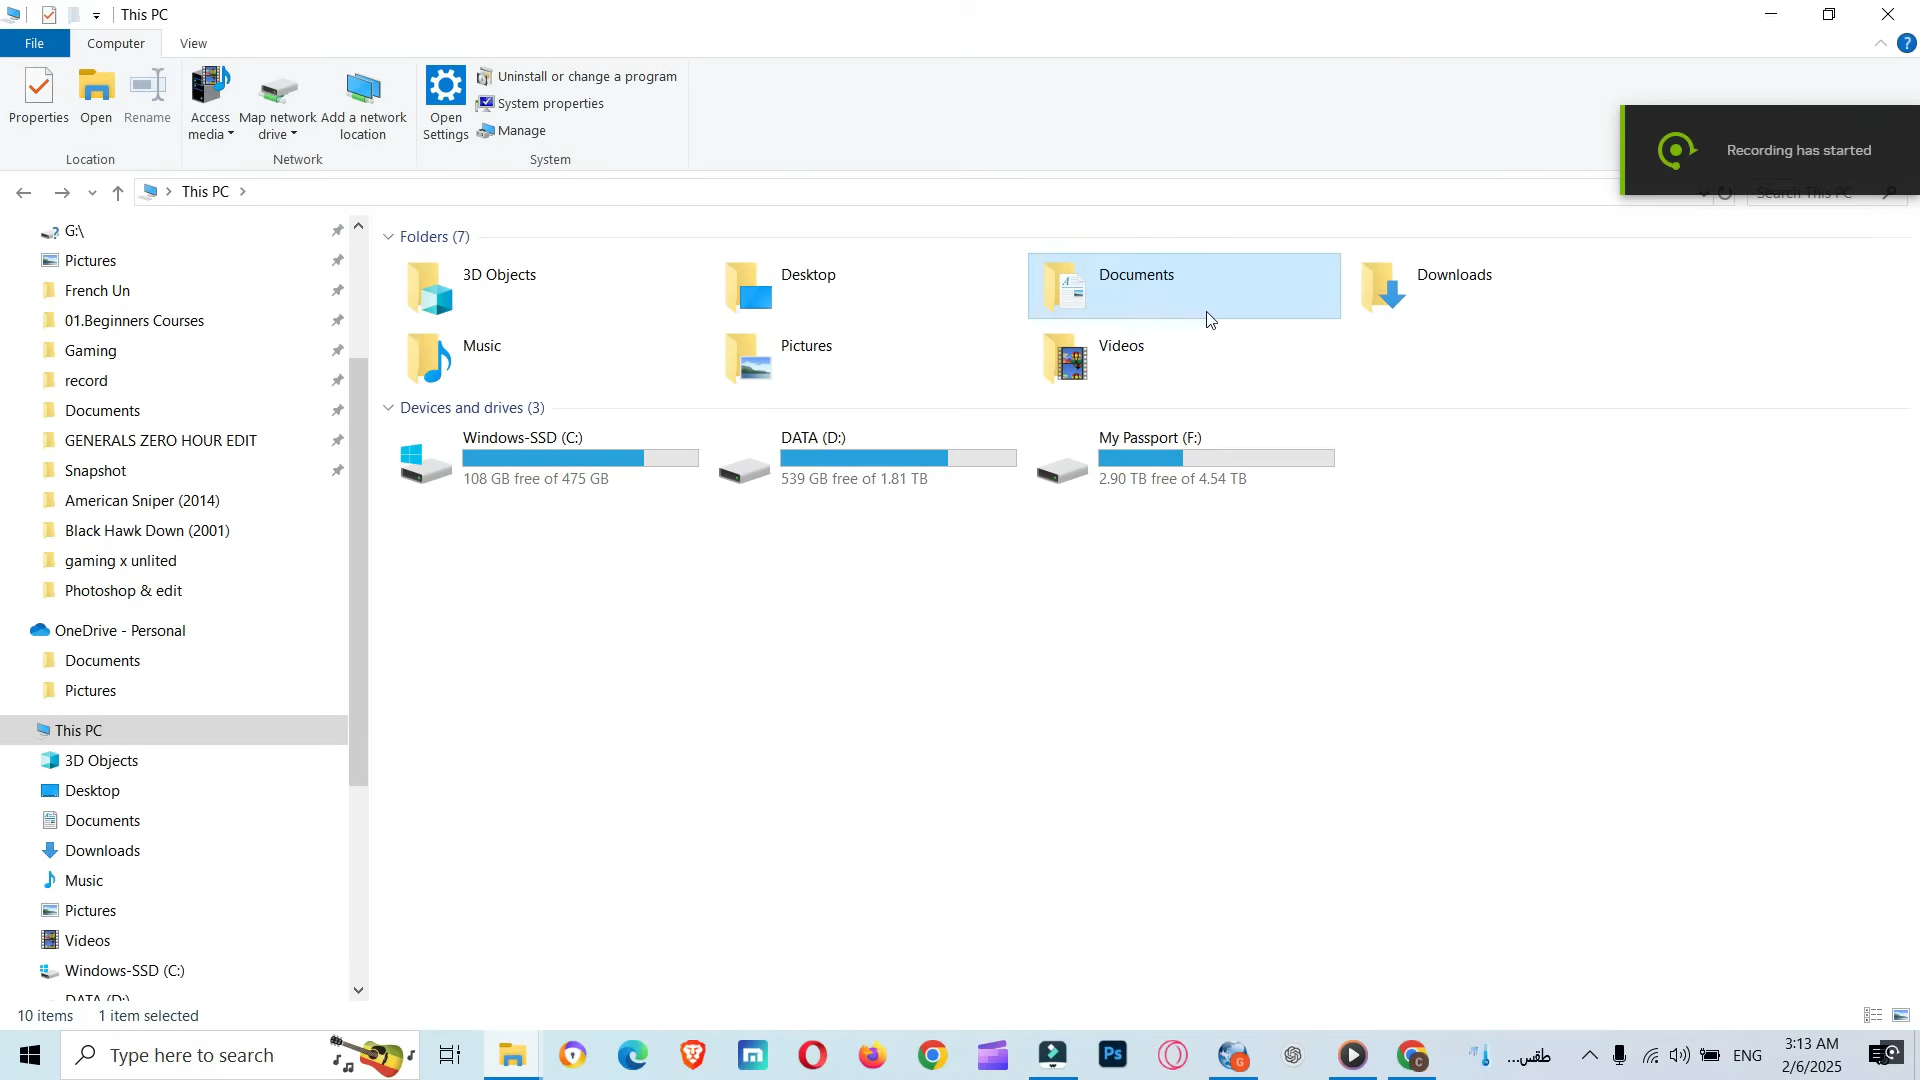 This PC
File
Computer
View
Properties
Open
Rename
Access media
Map network drive
Add a network location
Open Settings
Uninstall or change a program
System properties
Manage
Location
Network
System
Recording has started
This PC
Search This PC
G:\
Pictures
French Un
01.Beginners Courses
Gaming
record
Documents
GENERALS ZERO HOUR EDIT
Snapshot
American Sniper (2014)
Black Hawk Down (2001)
gaming x unlited
Photoshop & edit
OneDrive - Personal
Documents
Pictures
This PC
3D Objects
Desktop
Documents
Downloads
Music
Pictures
Videos
Windows-SSD (C:)
DATA (D:)
Folders (7)
3D Objects
Desktop
Documents
Downloads
Music
Pictures
Videos
Devices and drives (3)
Windows-SSD (C:)
108 GB free of 475 GB
DATA (D:)
539 GB free of 1.81 TB
My Passport (F:)
2.90 TB free of 4.54 TB
10 items
1 item selected
Type here to search
Ps
طقس...
ENG
3:13 AM
2/6/2025